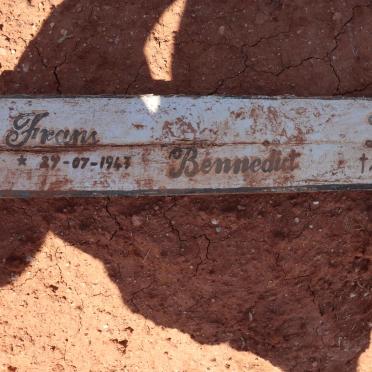 Frans
* 29-07-1943 Bennedict †